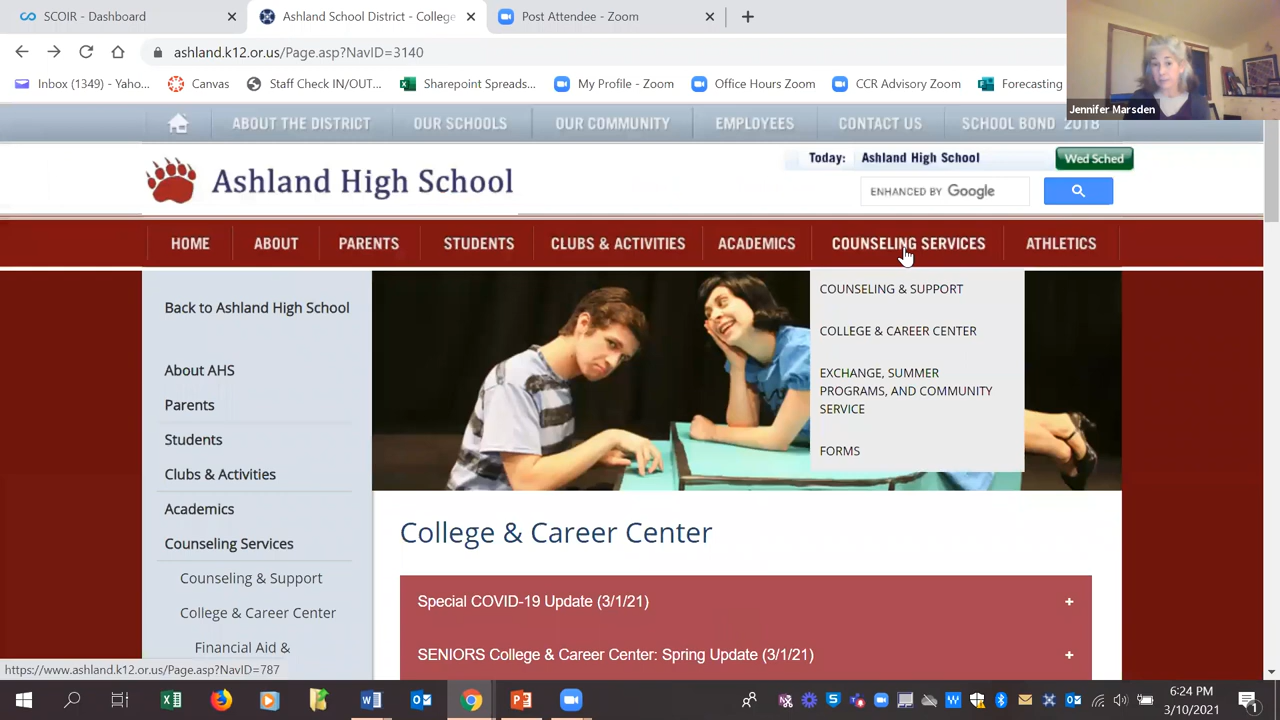 SCOIR - Dashboard
Ashland School District - College
Post Attendee - Zoom
ashland.k12.or.us/Page.asp?NavID=3140
Inbox (1349) - Yaho...
Canvas
Staff Check IN/OUT...
Sharepoint Spreads...
My Profile - Zoom
Office Hours Zoom
CCR Advisory Zoom
Forecasting
Jennifer Marsden
ABOUT THE DISTRICT
OUR SCHOOLS
OUR COMMUNITY
EMPLOYEES
CONTACT US
SCHOOL BOND 2018
Today: Ashland High School
Wed Sched
Ashland High School
ENHANCED BY Google
HOME
ABOUT
PARENTS
STUDENTS
CLUBS & ACTIVITIES
ACADEMICS
COUNSELING SERVICES
ATHLETICS
COUNSELING & SUPPORT
COLLEGE & CAREER CENTER
EXCHANGE, SUMMER
PROGRAMS, AND COMMUNITY
SERVICE
FORMS
Back to Ashland High School
About AHS
Parents
Students
Clubs & Activities
Academics
Counseling Services
Counseling & Support
College & Career Center
Financial Aid &
College & Career Center
Special COVID-19 Update (3/1/21)
+
SENIORS College & Career Center: Spring Update (3/1/21)
+
https://www.ashland.k12.or.us/Page.asp?NavID=787
6:24 PM
3/10/2021